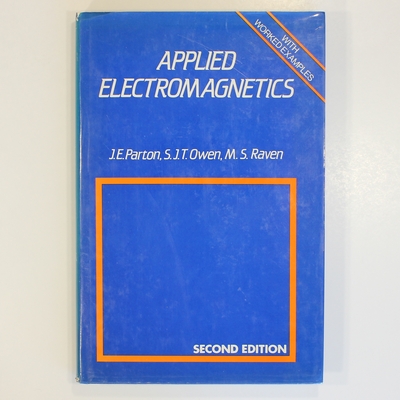 WITH
WORKED EXAMPLES
APPLIED
ELECTROMAGNETICS
J.E.Parton, S.J.T.Owen, M.S.Raven
SECOND EDITION